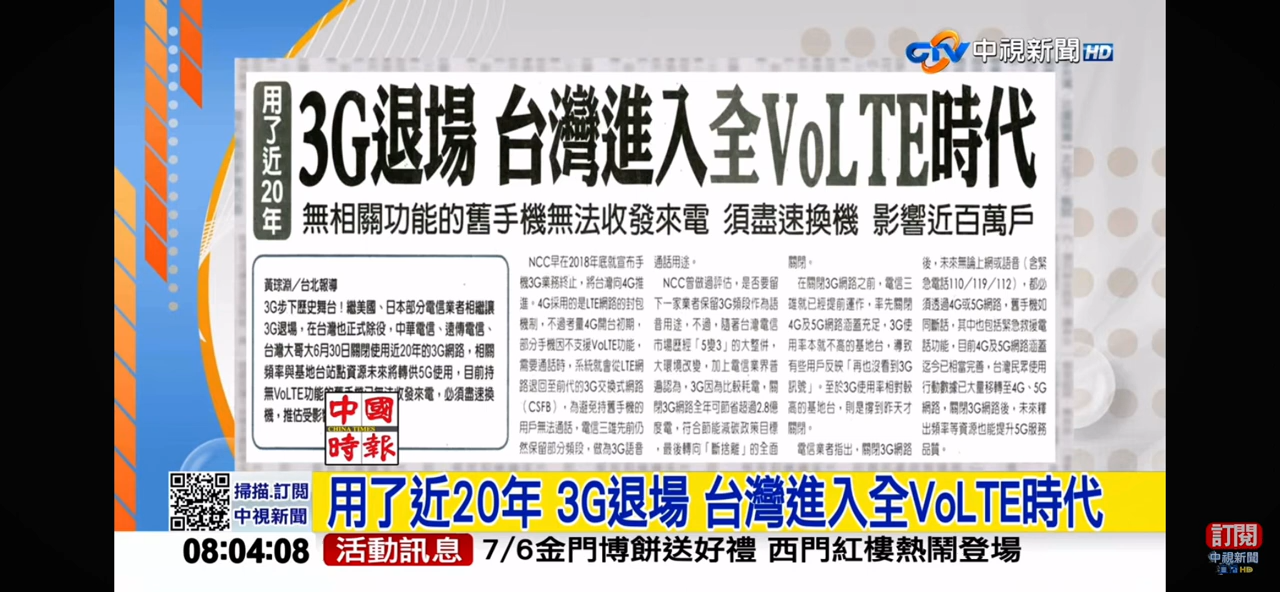 CTV 中視新聞 HD
用了近20年
3G退場 台灣進入全VoLTE時代
無相關功能的舊手機無法收發來電 須盡速換機 影響近百萬戶
黃琮淵／台北報導
3G步下歷史舞台！繼美國、日本部分電信業者相繼讓
3G退場，在台灣也正式除役，中華電信、遠傳電信、
台灣大哥大6月30日關閉使用近20年的3G網路，相關
頻率與基地台站點資源未來將轉供5G使用，目前持
無VoLTE功能的舊手機已無法收發來電，必須盡速換
機，推估受影
中國時報
CHINA TIMES
NCC早在2018年底就宣布手
機3G業務終止，將台灣向4G推
進。4G採用的是LTE網路的封包
機制，不過考量4G開台初期，
部分手機因不支援VoLTE功能，
需要通話時，系統就會從LTE網
路退回至前代的3G交換式網路
（CSFB），為避免持舊手機的
用戶無法通話，電信三雄先前仍
然保留部分頻段，做為3G語音
通話用途。
NCC曾做過評估，是否要留
下一家業者保留3G頻段作為語
音用途，不過，隨著台灣電信
市場歷經「5變3」的大整併，
大環境改變，加上電信業界普
遍認為，3G因為比較耗電，關
閉3G網路全年可節省超過2.8億
度電，符合節能減碳政策目標
，最後轉向「斷捨離」的全面
關閉。
在關閉3G網路之前，電信三
雄就已經提前運作，率先關閉
4G及5G網路涵蓋充足，3G使
用率本就不高的基地台，導致
有些用戶反映「再也沒看到3G
訊號」。至於3G使用率相對較
高的基地台，則是撐到昨天才
關閉。
電信業者指出，關閉3G網路
後，未來無論上網或語音（含緊
急電話110／119／112），都必
須透過4G或5G網路，舊手機如
同斷話，其中也包括緊急救援電
話功能，目前4G及5G網路涵蓋
迄今已相當完善，台灣民眾使用
行動數據已大量移轉至4G、5G
網路，關閉3G網路後，未來釋
出頻率等資源也能提升5G服務
品質。
掃描.訂閱
中視新聞
用了近20年 3G退場 台灣進入全VoLTE時代
08:04:08 活動訊息 7/6金門博餅送好禮 西門紅樓熱鬧登場
訂閱
中視新聞
HD